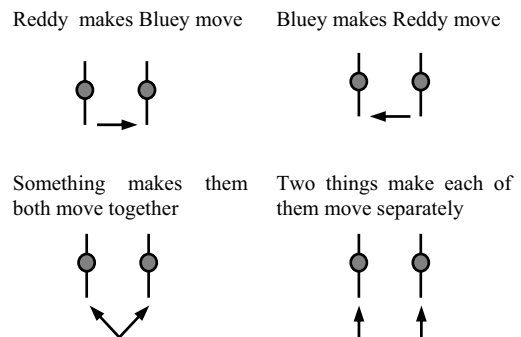 Reddy makes Bluey move
Bluey makes Reddy move
Something makes them
both move together
Two things make each of
them move separately